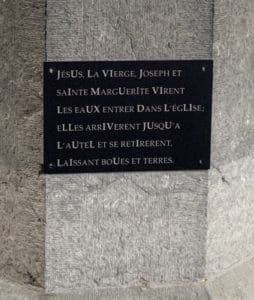 JéSUS, LA VIERGE, JOSEPH ET
SAINTE MARGUERITE VIRENT
LES EAUX ENTRER DANS L'éGLISE;
eLLES ARRIVERENT JUSQU'A
L'AUTEL ET SE RETIRERENT,
LAISSANT BOUES ET TERRES.